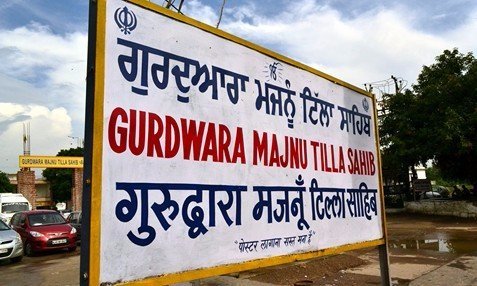 ੴ
ਗੁਰਦੁਆਰਾ ਮਜਨੂੰ ਟਿੱਲਾ ਸਾਹਿਬ
GURDWARA MAJNU TILLA SAHIB
गुरुद्वारा मजनूँ टिल्ला साहिब
"पोस्टर लगाना सख्त मना है"
GURDWARA MAJNU TILLA SAHIB